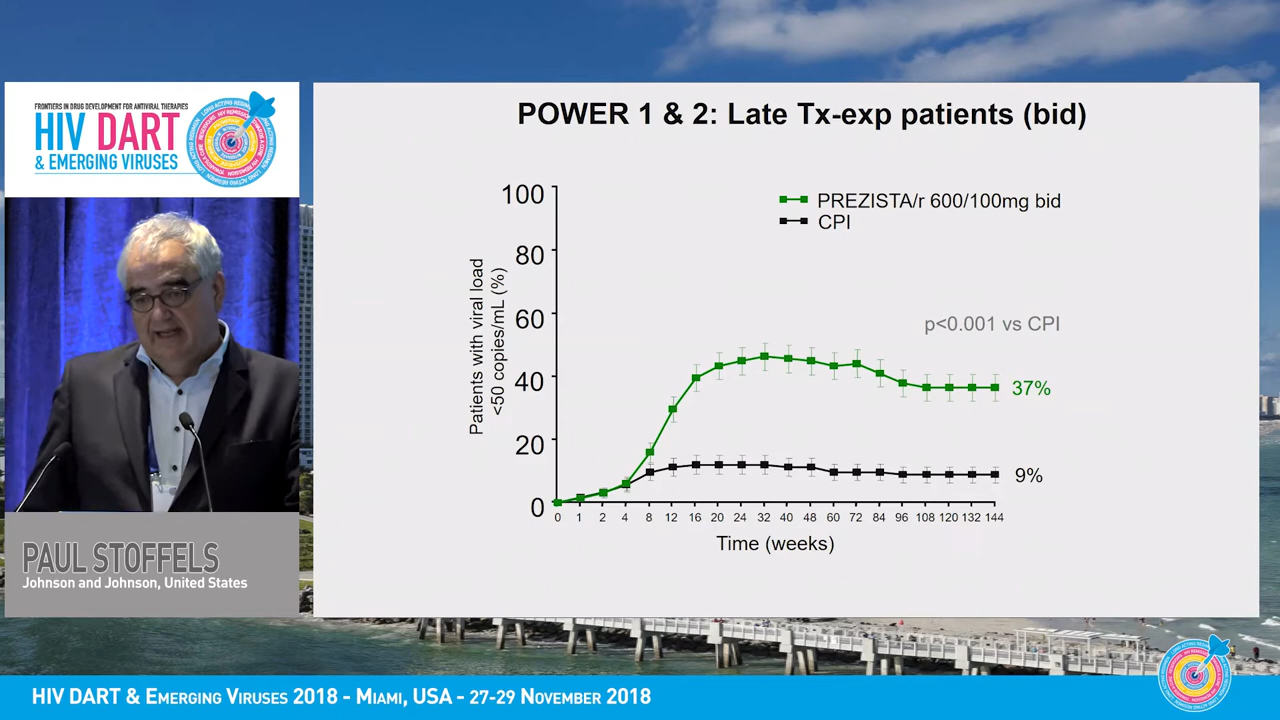 FRONTIERS IN DRUG DEVELOPMENT FOR ANTIVIRAL THERAPIES
HIV DART
& EMERGING VIRUSES
PAUL STOFFELS
Johnson and Johnson, United States
POWER 1 & 2: Late Tx-exp patients (bid)
PREZISTA/r 600/100mg bid
CPI
p<0.001 vs CPI
Patients with viral load
<50 copies/mL (%)
100
80
60
40
20
0
37%
9%
0 1 2 4 8 12 16 20 24 32 40 48 60 72 84 96 108 120 132 144
Time (weeks)
HIV DART & EMERGING VIRUSES 2018 - MIAMI, USA - 27-29 NOVEMBER 2018